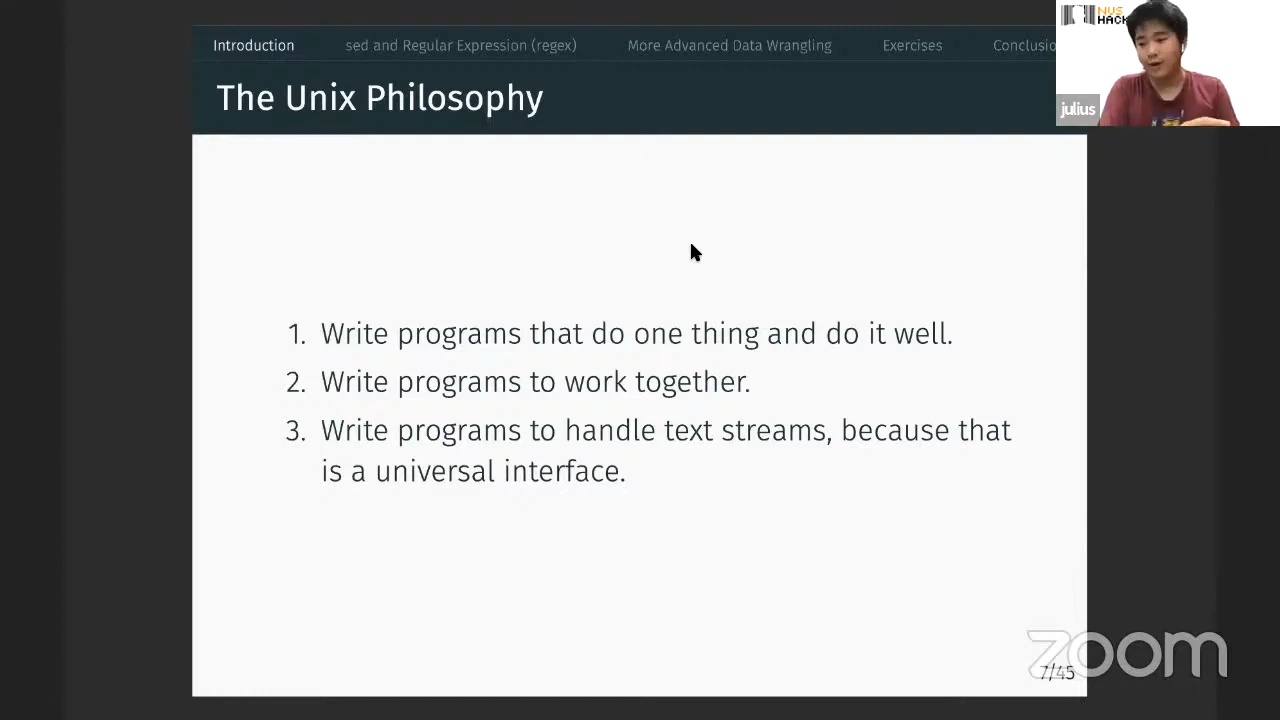 Introduction sed and Regular Expression (regex) More Advanced Data Wrangling Exercises Conclusio
NUS
HACK
The Unix Philosophy
julius
1. Write programs that do one thing and do it well.
2. Write programs to work together.
3. Write programs to handle text streams, because that
is a universal interface.
zoom
7/45